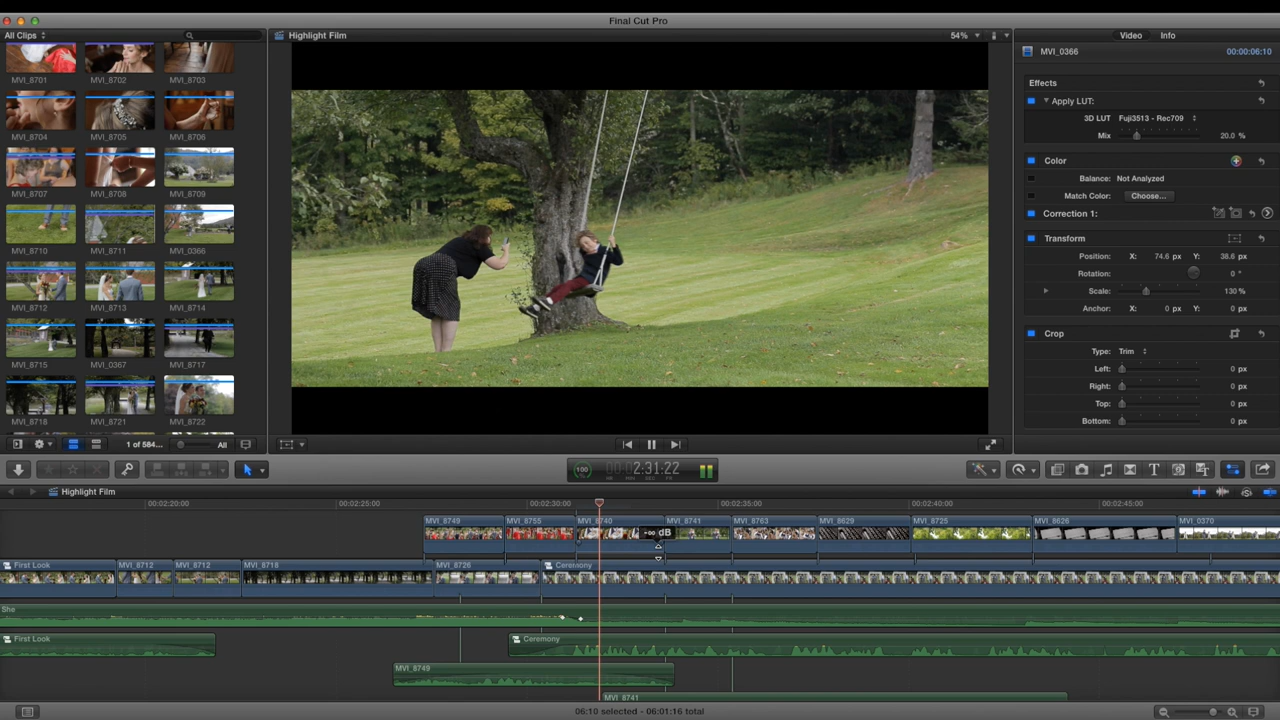 Final Cut Pro
All Clips
Highlight Film
54%
Video
Info
MVI_8701
MVI_8702
MVI_8703
MVI_0366
00:00:06:10
Effects
Apply LUT:
3D LUT
Fuji3513 - Rec709
Mix
20.0 %
MVI_8704
MVI_8705
MVI_8706
Color
Balance: Not Analyzed
Match Color: Choose...
MVI_8707
MVI_8708
MVI_8709
Correction 1:
Transform
Position: X: 74.6 px Y: 38.6 px
MVI_8710
MVI_8711
MVI_0366
Rotation: 0 °
Scale: 130 %
Anchor: X: 0 px Y: 0 px
MVI_8712
MVI_8713
MVI_8714
Crop
Type: Trim
MVI_8715
MVI_0367
MVI_8717
Left: 0 px
Right: 0 px
Top: 0 px
Bottom: 0 px
MVI_8718
MVI_8721
MVI_8722
1 of 584...
All
100
2:31:22
HR MIN SEC FR
Highlight Film
00:02:20:00
00:02:25:00
00:02:30:00
00:02:35:00
00:02:40:00
00:02:45:00
MVI_8749
MVI_8755
MVI_8740
MVI_8741
MVI_8763
MVI_8629
MVI_8725
MVI_8626
MVI_0370
-∞ dB
First Look
MVI_8712
MVI_8712
MVI_8718
MVI_8726
Ceremony
She
First Look
Ceremony
MVI_8749
MVI_8741
06:10 selected - 06:01:16 total